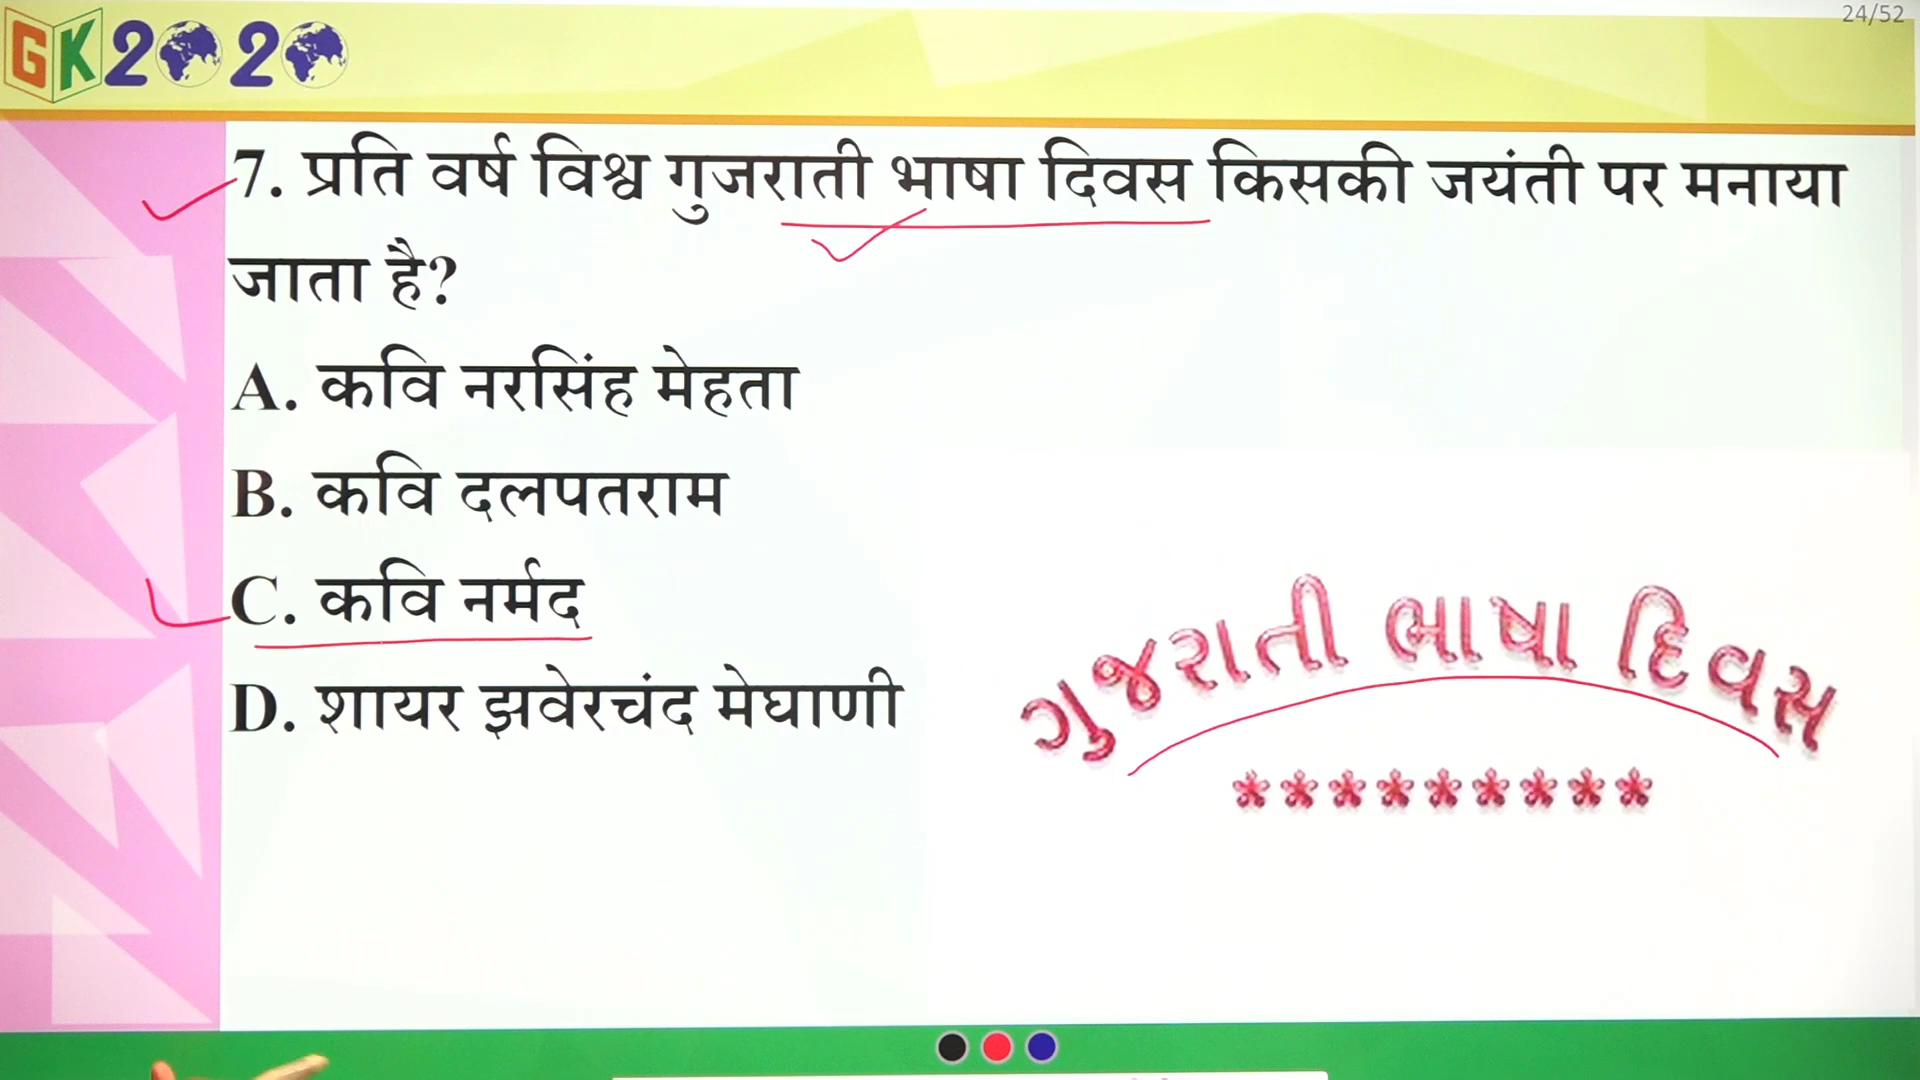 24/52
GK2020
7. प्रति वर्ष विश्व गुजराती भाषा दिवस किसकी जयंती पर मनाया
जाता है?
A. कवि नरसिंह मेहता
B. कवि दलपतराम
C. कवि नर्मद
D. शायर झवेरचंद मेघाणी
ગુજરાતી ભાષા દિવસ
*********